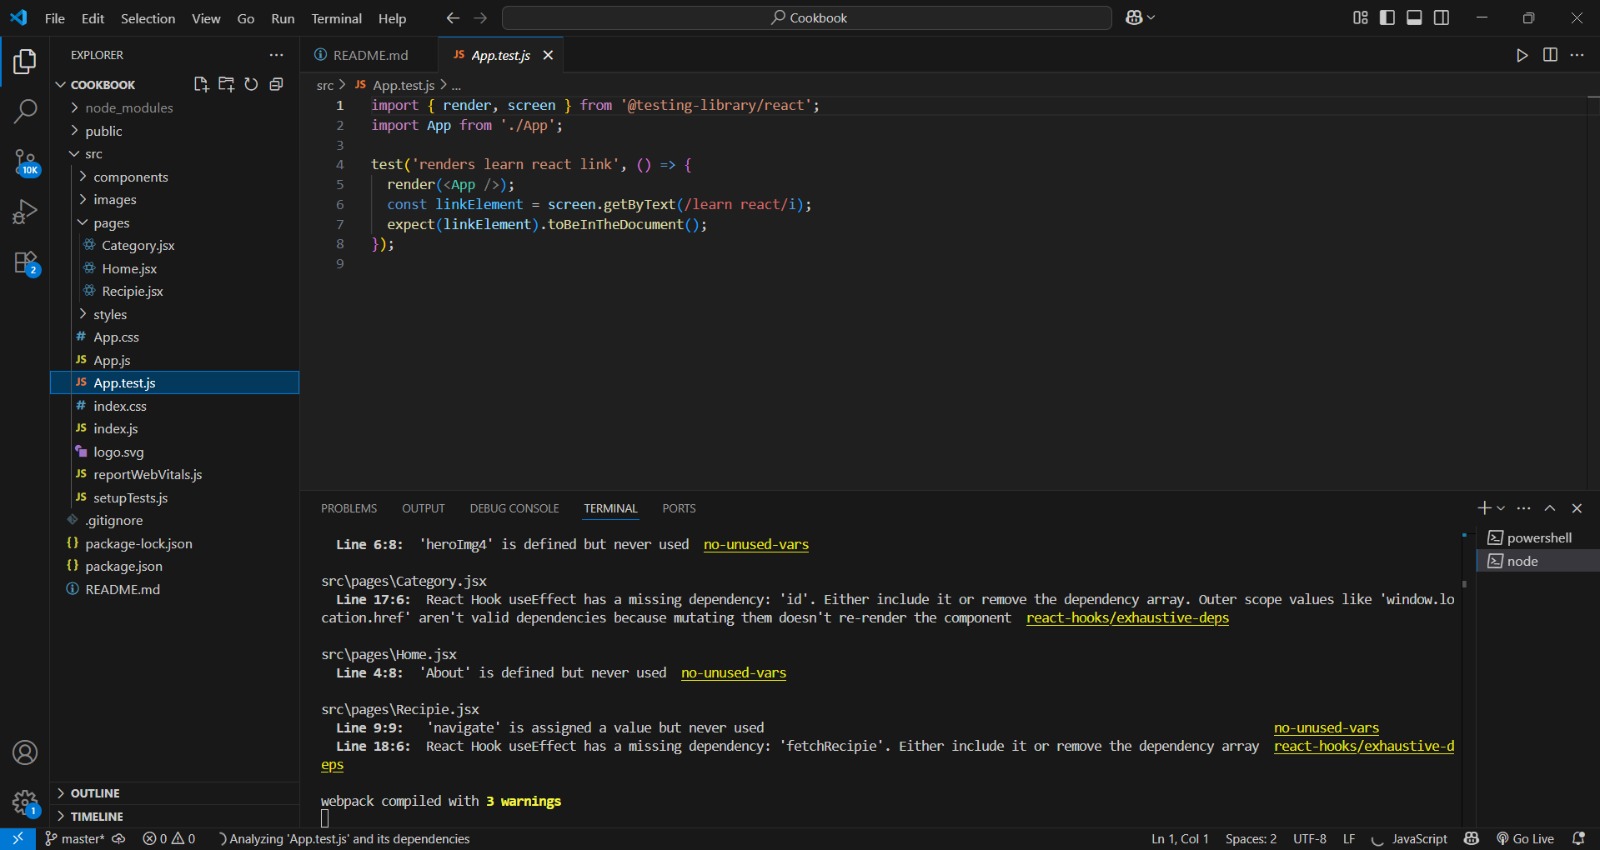 File Edit Selection View Go Run Terminal Help
Cookbook
EXPLORER
COOKBOOK
node_modules
public
src
components
images
pages
Category.jsx
Home.jsx
Recipie.jsx
styles
App.css
App.js
App.test.js
index.css
index.js
logo.svg
reportWebVitals.js
setupTests.js
.gitignore
package-lock.json
package.json
README.md
OUTLINE
TIMELINE
10K
2
1
README.md
JS App.test.js
src > JS App.test.js > ...
1 import { render, screen } from '@testing-library/react';
2 import App from './App';
3
4 test('renders learn react link', () => {
5 render(<App />);
6 const linkElement = screen.getByText(/learn react/i);
7 expect(linkElement).toBeInTheDocument();
8 });
9
PROBLEMS OUTPUT DEBUG CONSOLE TERMINAL PORTS
Line 6:8: 'heroImg4' is defined but never used no-unused-vars
src\pages\Category.jsx
Line 17:6: React Hook useEffect has a missing dependency: 'id'. Either include it or remove the dependency array. Outer scope values like 'window.lo
cation.href' aren't valid dependencies because mutating them doesn't re-render the component react-hooks/exhaustive-deps
src\pages\Home.jsx
Line 4:8: 'About' is defined but never used no-unused-vars
src\pages\Recipie.jsx
Line 9:9: 'navigate' is assigned a value but never used no-unused-vars
Line 18:6: React Hook useEffect has a missing dependency: 'fetchRecipie'. Either include it or remove the dependency array react-hooks/exhaustive-d
eps
webpack compiled with 3 warnings
powershell
node
master* 0 0 Analyzing 'App.test.js' and its dependencies
Ln 1, Col 1 Spaces: 2 UTF-8 LF JavaScript Go Live